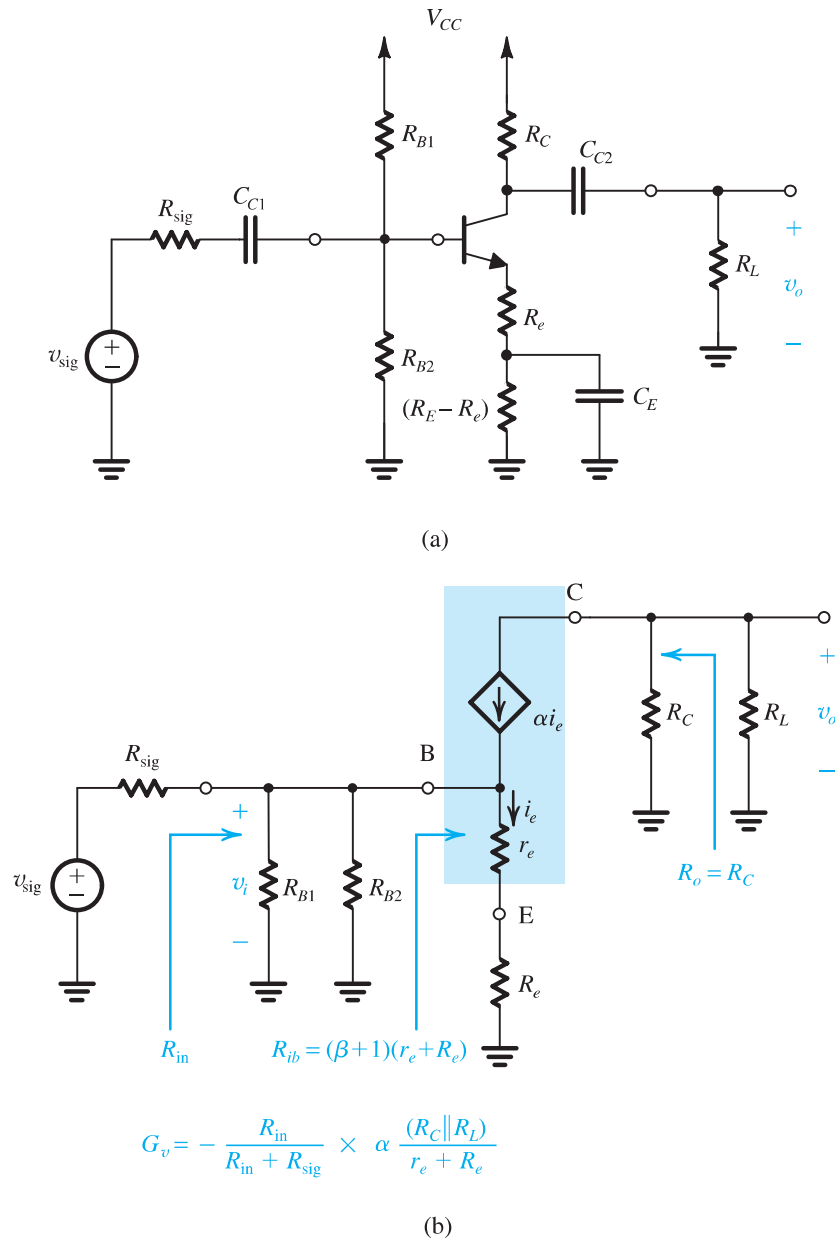 V_CC
R_B1
R_C
C_C2
C_C1
R_sig
+
R_L
v_o
−
R_e
v_sig
+
−
R_B2
(R_E − R_e)
C_E
(a)
C
+
αi_e
R_C
R_L
v_o
−
R_sig
B
+
i_e
r_e
v_sig
+
−
v_i
R_B1
R_B2
R_o = R_C
−
E
R_e
R_in
R_ib = (β+1)(r_e + R_e)
G_v = − R_in / (R_in + R_sig) × α (R_C ∥ R_L) / (r_e + R_e)
(b)